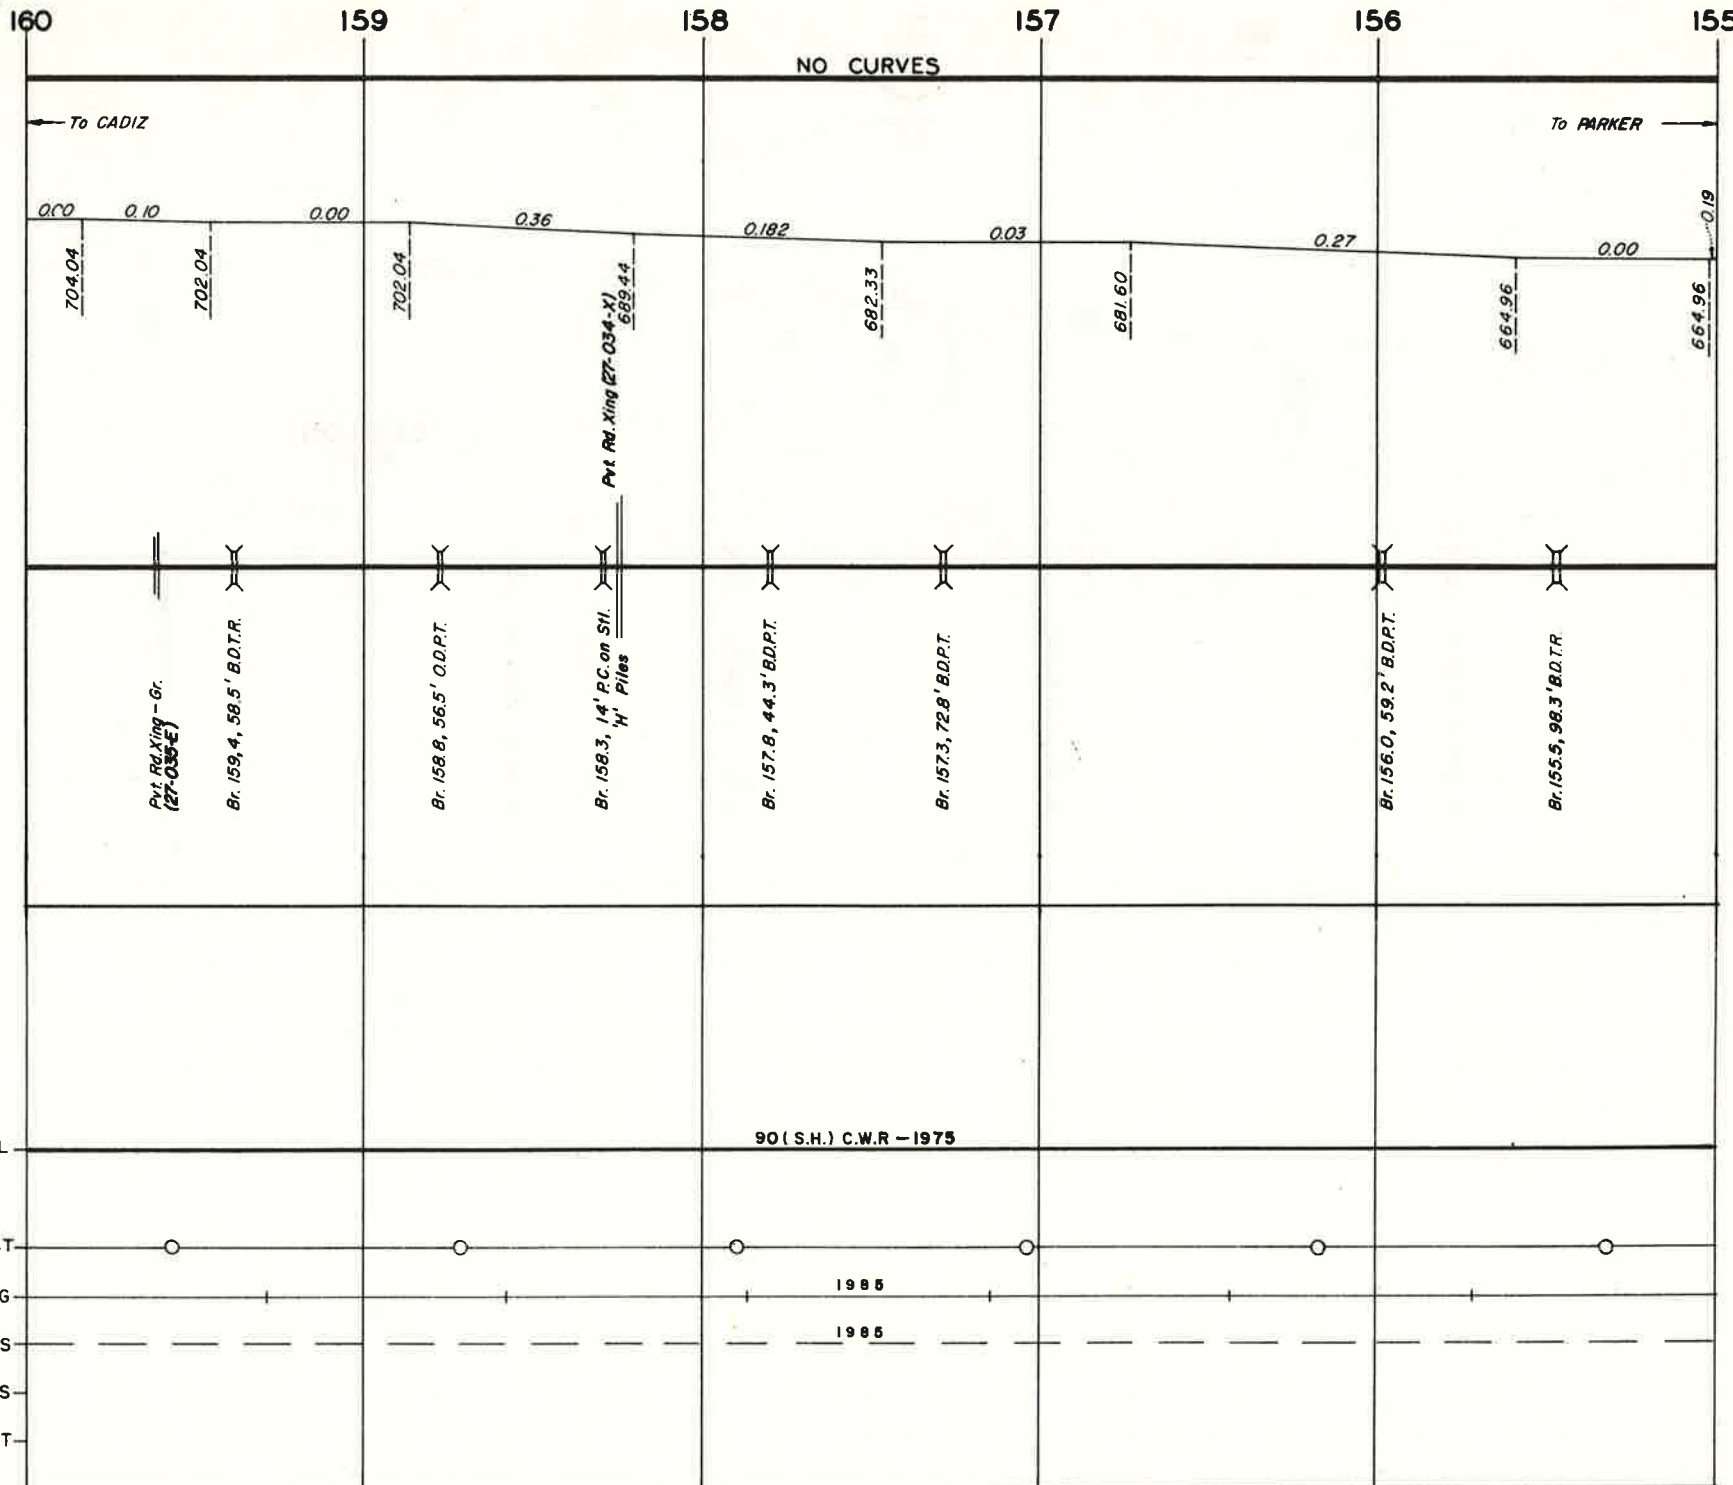 160 159 158 157 156 155
NO CURVES
To CADIZ
To PARKER
0.00 0.10 0.00 0.36 0.182 0.03 0.27 0.00 0.19
704.04
702.04
702.04
689.44
682.33
681.60
664.96
664.96
Pvt. Rd. Xing (27-034-X)
Pvt. Rd. Xing - Gr.
(27-035-E)
Br. 159,4, 58.5' B.D.T.R.
Br. 158.8, 56.5' O.D.P.T.
Br. 158.3, 14' P.C. on Stl.
'H' Piles
Br. 157.8, 44.3' B.D.P.T.
Br. 157.3, 72.8' B.D.P.T.
Br. 156.0, 59.2' B.D.P.T.
Br. 155.5, 98.3' B.D.T.R.
L
90 (S.H.) C.W.R - 1975
T
G
1985
S
1985
S
T